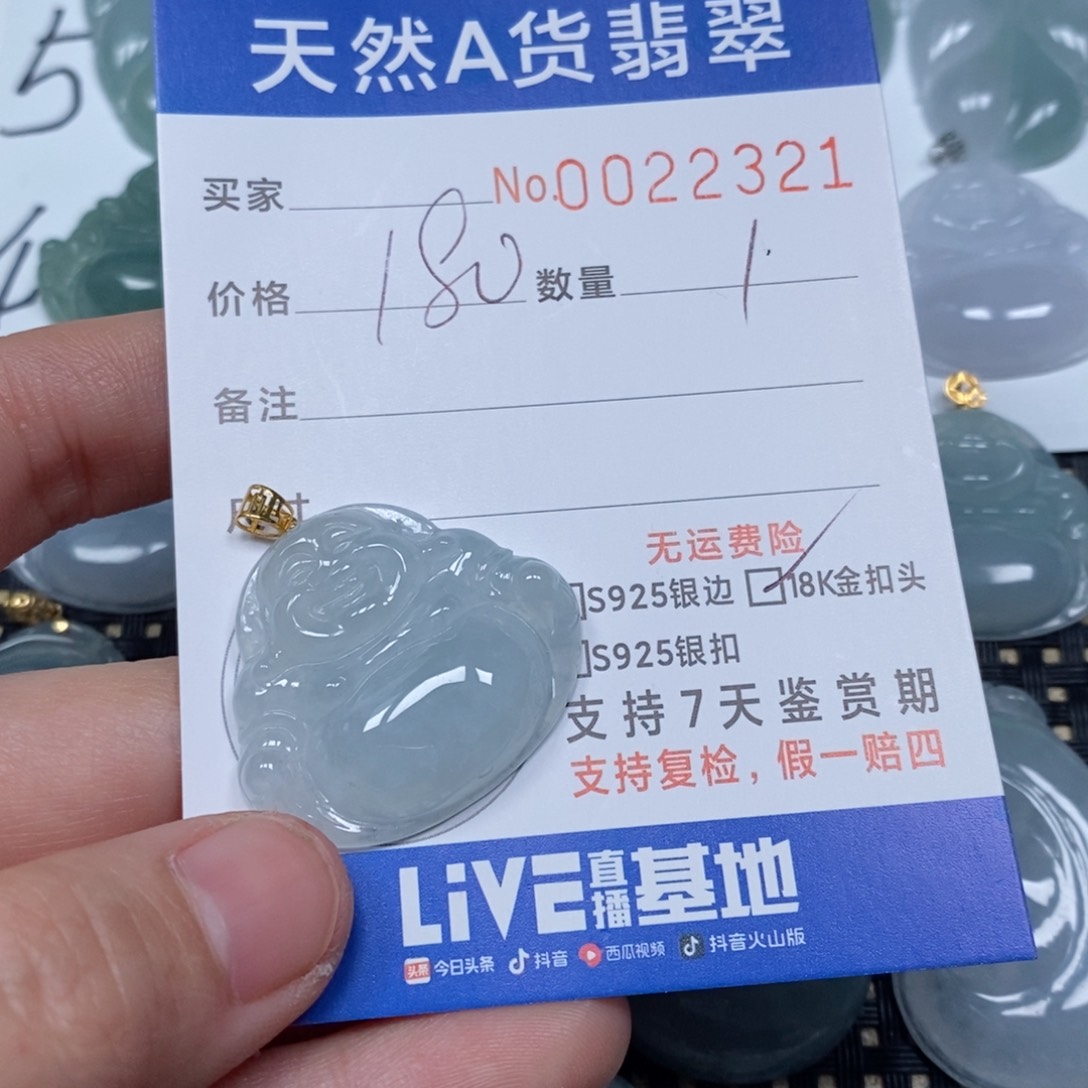 5
4
天然A货翡翠
买家 No.0022321
价格 180 数量 1
备注
无运费险
S925银边 18K金扣头
S925银扣
支持7天鉴赏期
支持复检，假一赔四
LiVE直播基地
头条 今日头条 抖音 西瓜视频 抖音火山版